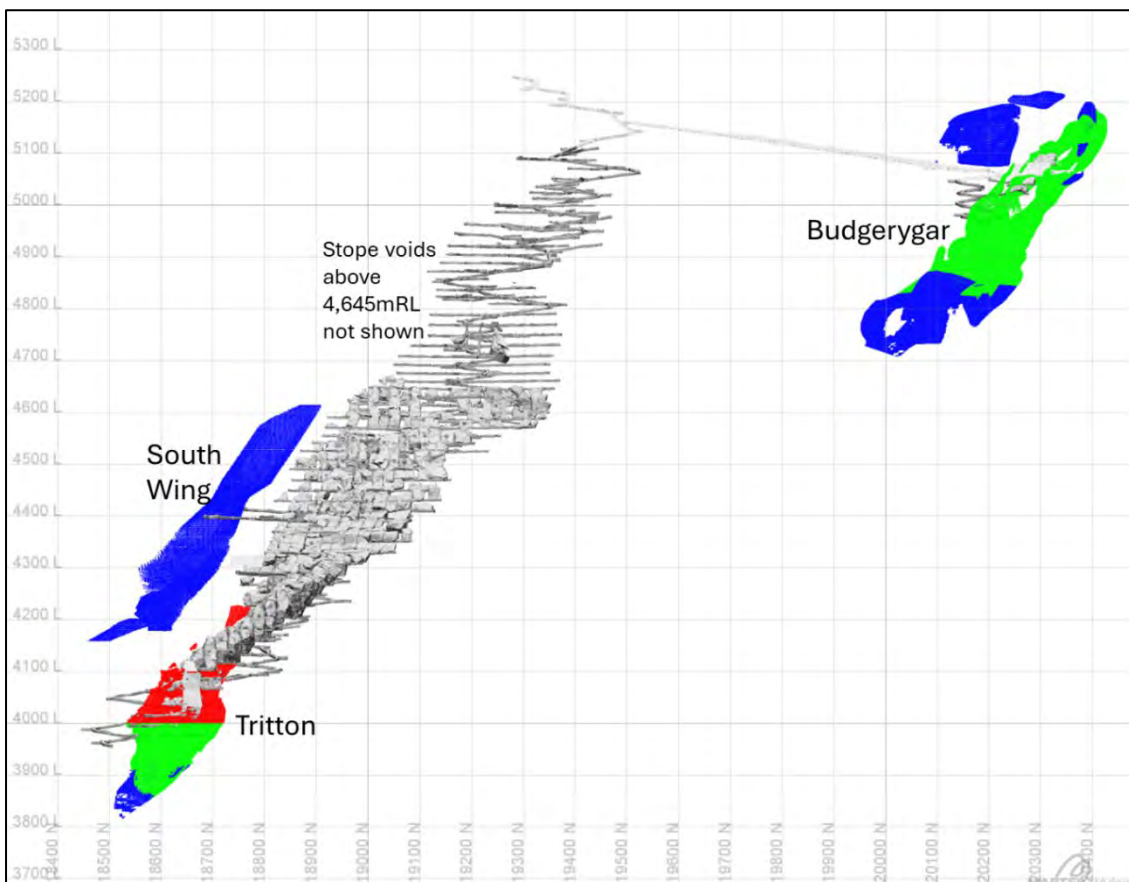 5300 L
5200 L
5100 L
5000 L
4900 L
4800 L
4700 L
4600 L
4500 L
4400 L
4300 L
4200 L
4100 L
4000 L
3900 L
3800 L
3700 L
Budgerygar
Stope voids
above
4,645mRL
not shown
South
Wing
Tritton
18400 N
18500 N
18600 N
18700 N
18800 N
18900 N
19000 N
19100 N
19200 N
19300 N
19400 N
19500 N
19600 N
19700 N
19800 N
19900 N
20000 N
20100 N
20200 N
20300 N